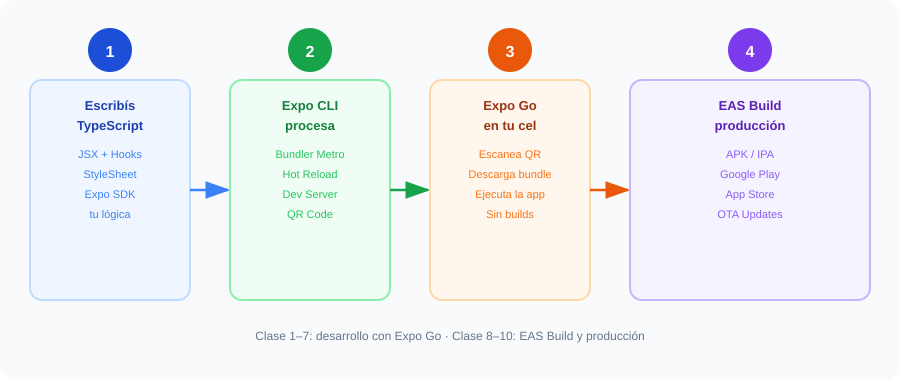 1
Escribís
TypeScript
JSX + Hooks
StyleSheet
Expo SDK
tu lógica
2
Expo CLI
procesa
Bundler Metro
Hot Reload
Dev Server
QR Code
3
Expo Go
en tu cel
Escanea QR
Descarga bundle
Ejecuta la app
Sin builds
4
EAS Build
producción
APK / IPA
Google Play
App Store
OTA Updates
Clase 1–7: desarrollo con Expo Go · Clase 8–10: EAS Build y producción